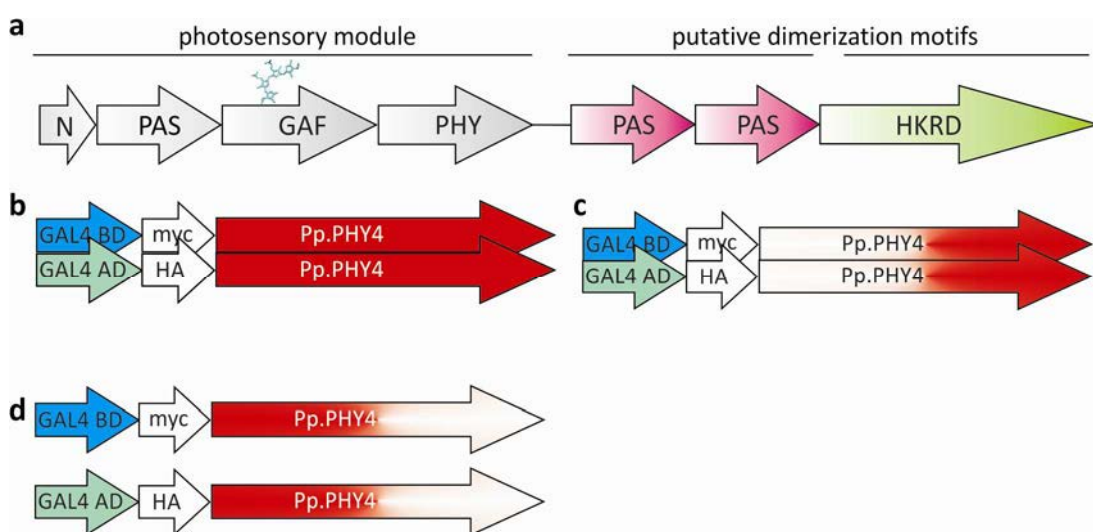 a
photosensory module putative dimerization motifs
N PAS GAF PHY PAS PAS HKRD
b
GAL4 BD myc Pp.PHY4
GAL4 AD HA Pp.PHY4
c
GAL4 BD myc Pp.PHY4
GAL4 AD HA Pp.PHY4
d
GAL4 BD myc Pp.PHY4
GAL4 AD HA Pp.PHY4